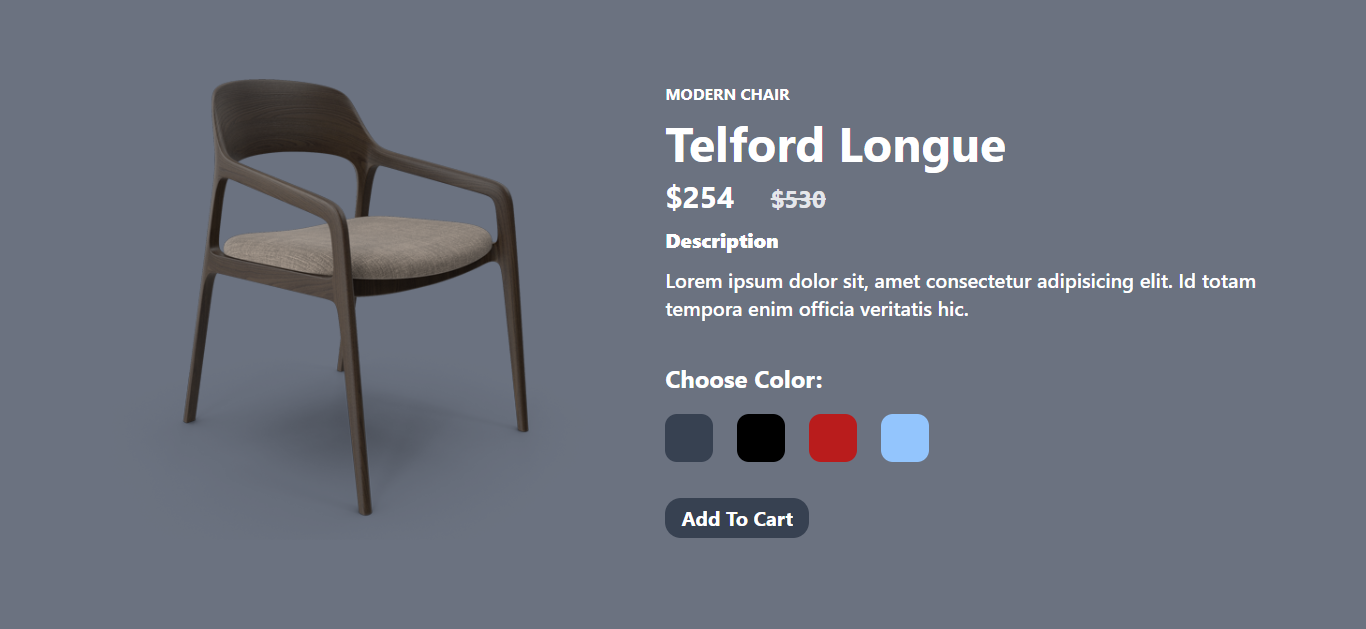 MODERN CHAIR
Telford Longue
$254 $530
Description
Lorem ipsum dolor sit, amet consectetur adipisicing elit. Id totam
tempora enim officia veritatis hic.
Choose Color:
Add To Cart